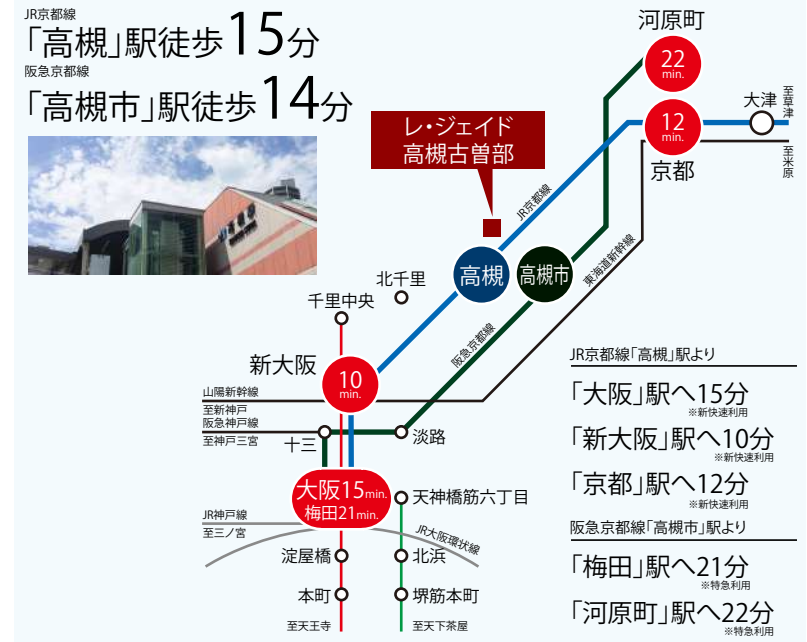 JR京都線
「高槻」駅徒歩15分
阪急京都線
「高槻市」駅徒歩14分
河原町
22
min.
12
min.
京都
大津
至草津
至米原
レ・ジェイド
高槻古曽部
JR京都線
高槻
高槻市
東海道新幹線
阪急京都線
北千里
千里中央
新大阪
10
min.
山陽新幹線
至新神戸
阪急神戸線
至神戸三宮
十三
淡路
大阪15min.
梅田21min.
天神橋筋六丁目
JR神戸線
至三ノ宮
JR大阪環状線
淀屋橋
北浜
本町
堺筋本町
至天王寺
至天下茶屋
JR京都線「高槻」駅より
「大阪」駅へ15分
※新快速利用
「新大阪」駅へ10分
※新快速利用
「京都」駅へ12分
※新快速利用
阪急京都線「高槻市」駅より
「梅田」駅へ21分
※特急利用
「河原町」駅へ22分
※特急利用